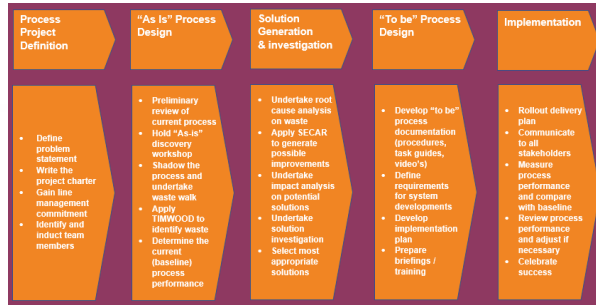 Process
Project
Definition
“As Is” Process
Design
Solution
Generation
& investigation
“To be” Process
Design
Implementation
• Define
problem
statement
• Write the
project charter
• Gain line
management
commitment
• Identify and
induct team
members
• Preliminary
review of
current process
• Hold “As-is”
discovery
workshop
• Shadow the
process and
undertake
waste walk
• Apply
TIMWOOD to
identify waste
• Determine the
current
(baseline)
process
performance
• Undertake root
cause analysis
on waste
• Apply SECAR
to generate
possible
improvements
• Undertake
impact analysis
on potential
solutions
• Undertake
solution
investigation
• Select most
appropriate
solutions
• Develop “to be”
process
documentation
(procedures,
task guides,
video’s)
• Define
requirements
for system
developments
• Develop
implementation
plan
• Prepare
briefings /
training
• Rollout delivery
plan
• Communicate
to all
stakeholders
• Measure
process
performance
and compare
with baseline
• Review process
performance
and adjust if
necessary
• Celebrate
success